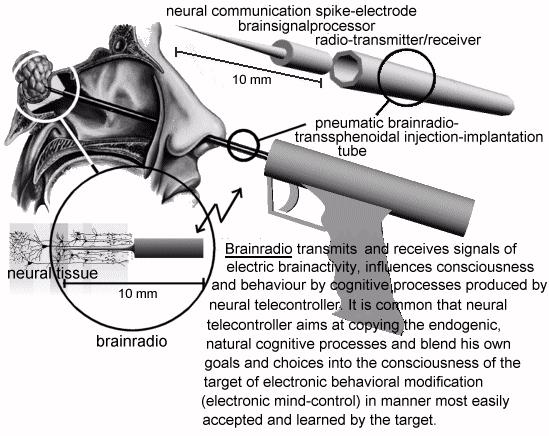 neural communication spike-electrode
brainsignalprocessor
radio-transmitter/receiver
10 mm
pneumatic brainradio-
transsphenoidal injection-implantation
tube
neural tissue
10 mm
brainradio
Brainradio transmits and receives signals of
electric brainactivity, influences consciousness
and behaviour by cognitive processes produced by
neural telecontroller. It is common that neural
telecontroller aims at copying the endogenic,
natural cognitive processes and blend his own
goals and choices into the consciousness of the
target of electronic behavioral modification
(electronic mind-control) in manner most easily
accepted and learned by the target.